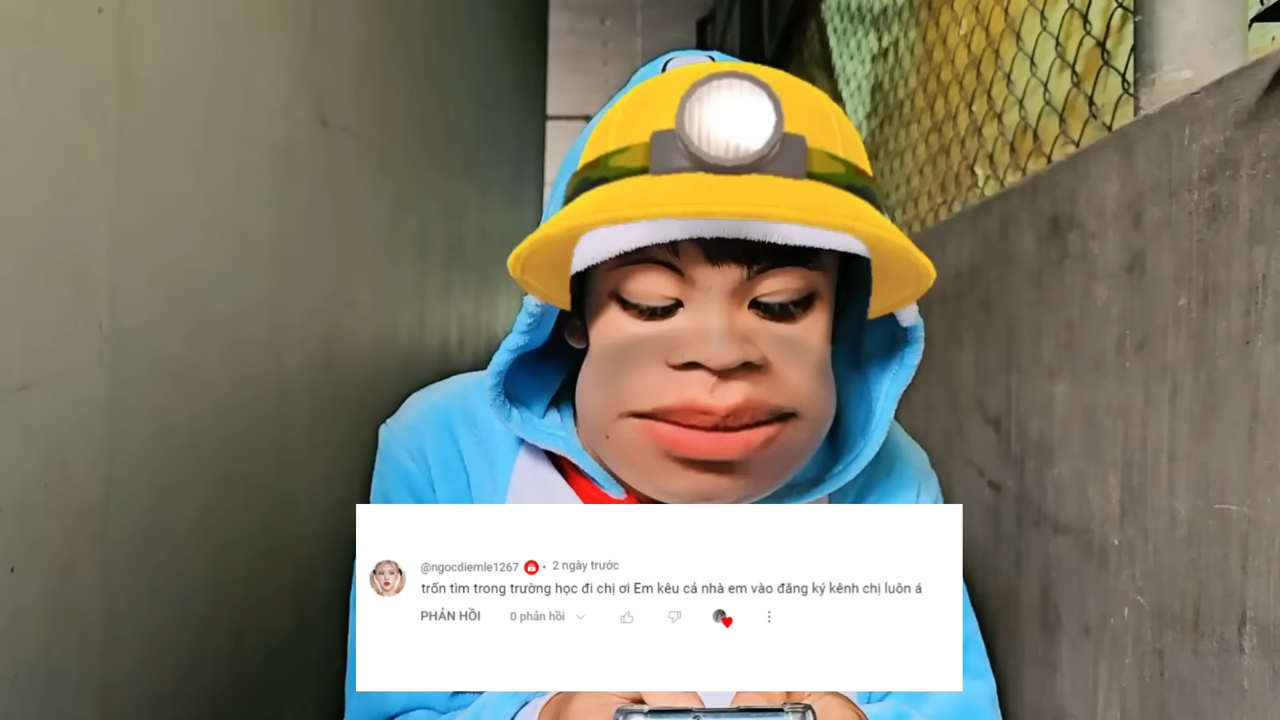 @ngocdiemle1267 • 2 ngày trước
trốn tìm trong trường học đi chị ơi Em kêu cả nhà em vào đăng ký kênh chị luôn á
PHẢN HỒI 0 phản hồi